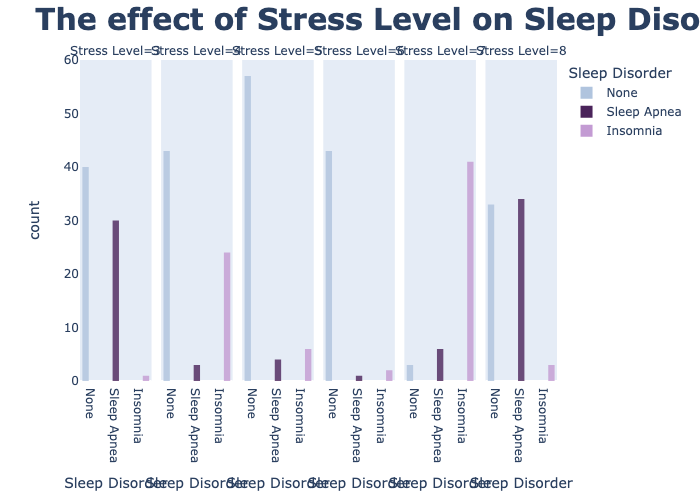 The effect of Stress Level on Sleep Diso
Stress Level=3 Stress Level=4 Stress Level=5 Stress Level=6 Stress Level=7 Stress Level=8
Sleep Disorder
None
Sleep Apnea
Insomnia
count
60
50
40
30
20
10
0
None Sleep Apnea Insomnia None Sleep Apnea Insomnia None Sleep Apnea Insomnia None Sleep Apnea Insomnia None Sleep Apnea Insomnia None Sleep Apnea Insomnia
Sleep Disorder Sleep Disorder Sleep Disorder Sleep Disorder Sleep Disorder Sleep Disorder